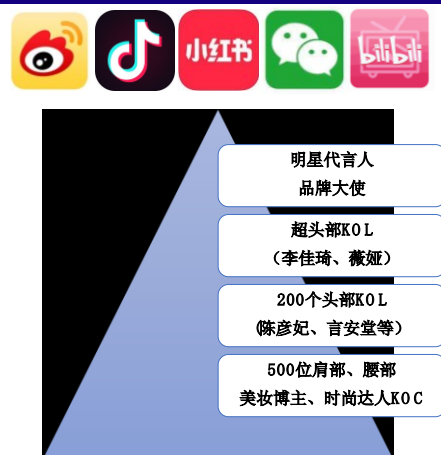 小红书
bilibili
明星代言人
品牌大使
超头部KOL
（李佳琦、薇娅）
200个头部KOL
(陈彦妃、言安堂等）
500位肩部、腰部
美妆博主、时尚达人KOC